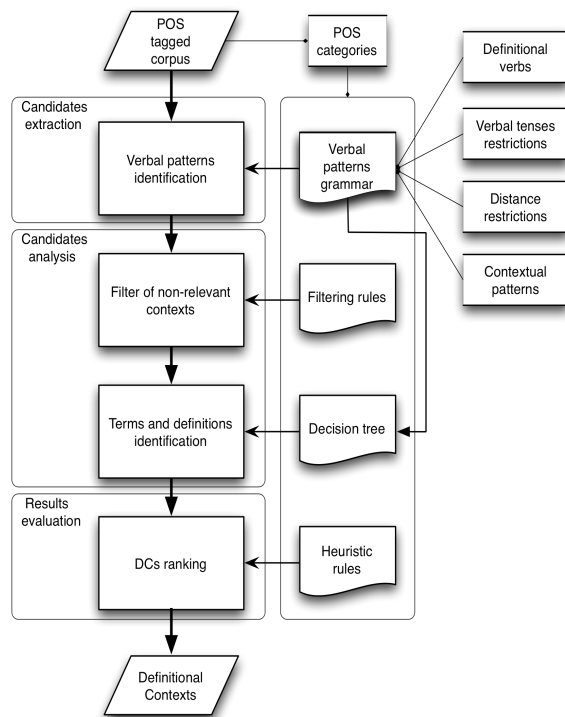 POS
tagged
corpus
POS
categories
Definitional
verbs
Verbal tenses
restrictions
Distance
restrictions
Contextual
patterns
Candidates
extraction
Verbal patterns
identification
Verbal
patterns
grammar
Candidates
analysis
Filter of non-relevant
contexts
Filtering rules
Terms and definitions
identification
Decision tree
Results
evaluation
DCs ranking
Heuristic
rules
Definitional
Contexts